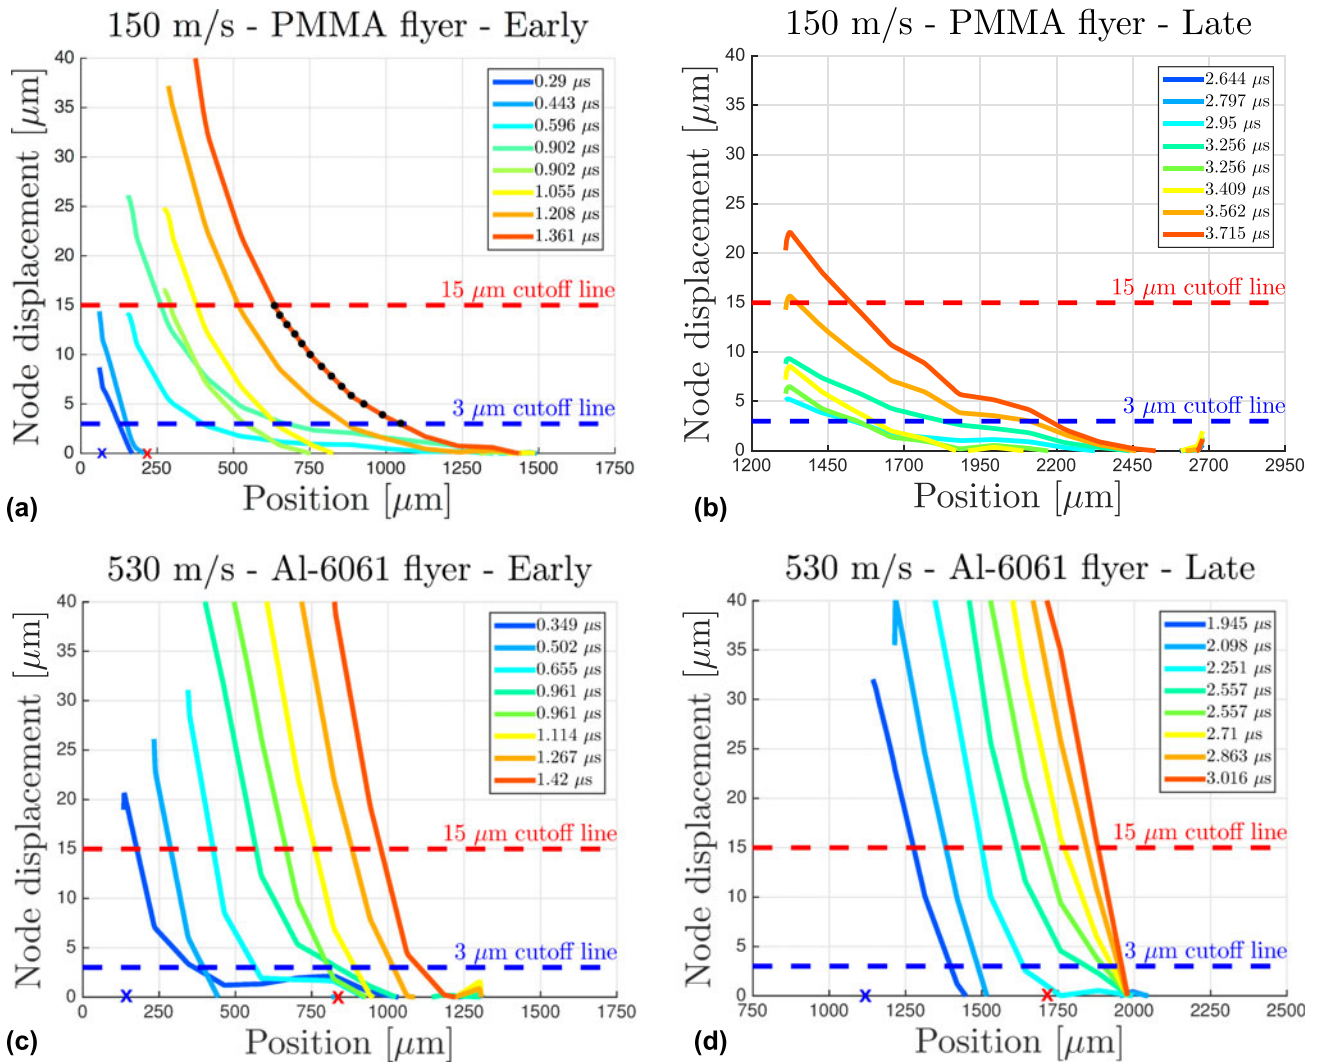 150 m/s - PMMA flyer - Early
Node displacement [μm]
40
35
30
25
20
15
10
5
0
0.29 μs
0.443 μs
0.596 μs
0.902 μs
0.902 μs
1.055 μs
1.208 μs
1.361 μs
15 μm cutoff line
3 μm cutoff line
0 250 500 750 1000 1250 1500 1750
Position [μm]
(a)
150 m/s - PMMA flyer - Late
Node displacement [μm]
40
35
30
25
20
15
10
5
0
2.644 μs
2.797 μs
2.95 μs
3.256 μs
3.256 μs
3.409 μs
3.562 μs
3.715 μs
15 μm cutoff line
3 μm cutoff line
1200 1450 1700 1950 2200 2450 2700 2950
Position [μm]
(b)
530 m/s - Al-6061 flyer - Early
Node displacement [μm]
40
35
30
25
20
15
10
5
0
0.349 μs
0.502 μs
0.655 μs
0.961 μs
0.961 μs
1.114 μs
1.267 μs
1.42 μs
15 μm cutoff line
3 μm cutoff line
0 250 500 750 1000 1250 1500 1750
Position [μm]
(c)
530 m/s - Al-6061 flyer - Late
Node displacement [μm]
40
35
30
25
20
15
10
5
0
1.945 μs
2.098 μs
2.251 μs
2.557 μs
2.557 μs
2.71 μs
2.863 μs
3.016 μs
15 μm cutoff line
3 μm cutoff line
750 1000 1250 1500 1750 2000 2250 2500
Position [μm]
(d)